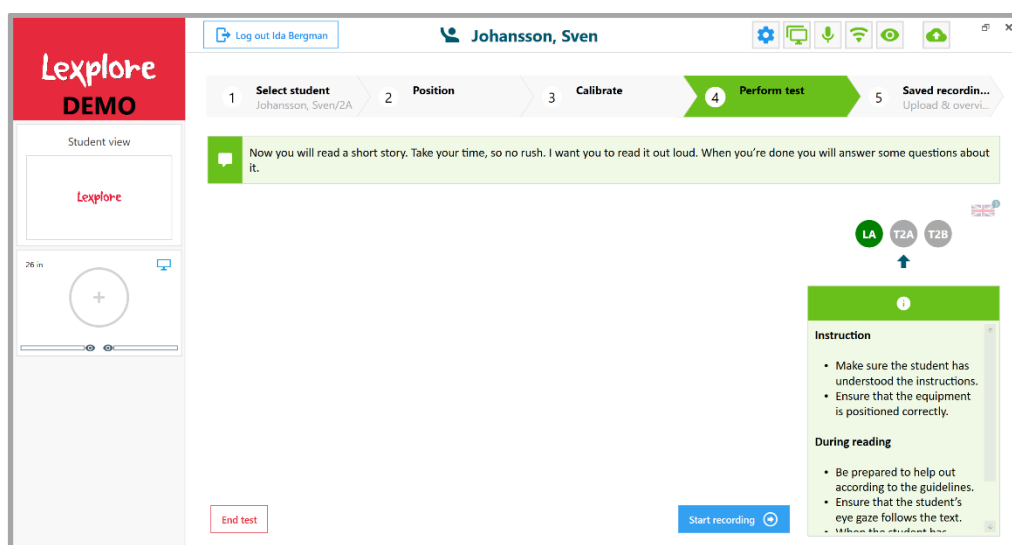 Lexplore
DEMO
Log out Ida Bergman
Johansson, Sven
1 Select student
Johansson, Sven/2A
2 Position
3 Calibrate
4 Perform test
5 Saved recordin...
Upload & overvi...
Student view
Lexplore
26 in
Now you will read a short story. Take your time, so no rush. I want you to read it out loud. When you're done you will answer some questions about
it.
LA T2A T2B
Instruction
• Make sure the student has
understood the instructions.
• Ensure that the equipment
is positioned correctly.
During reading
• Be prepared to help out
according to the guidelines.
• Ensure that the student's
eye gaze follows the text.
• When the student has
End test
Start recording